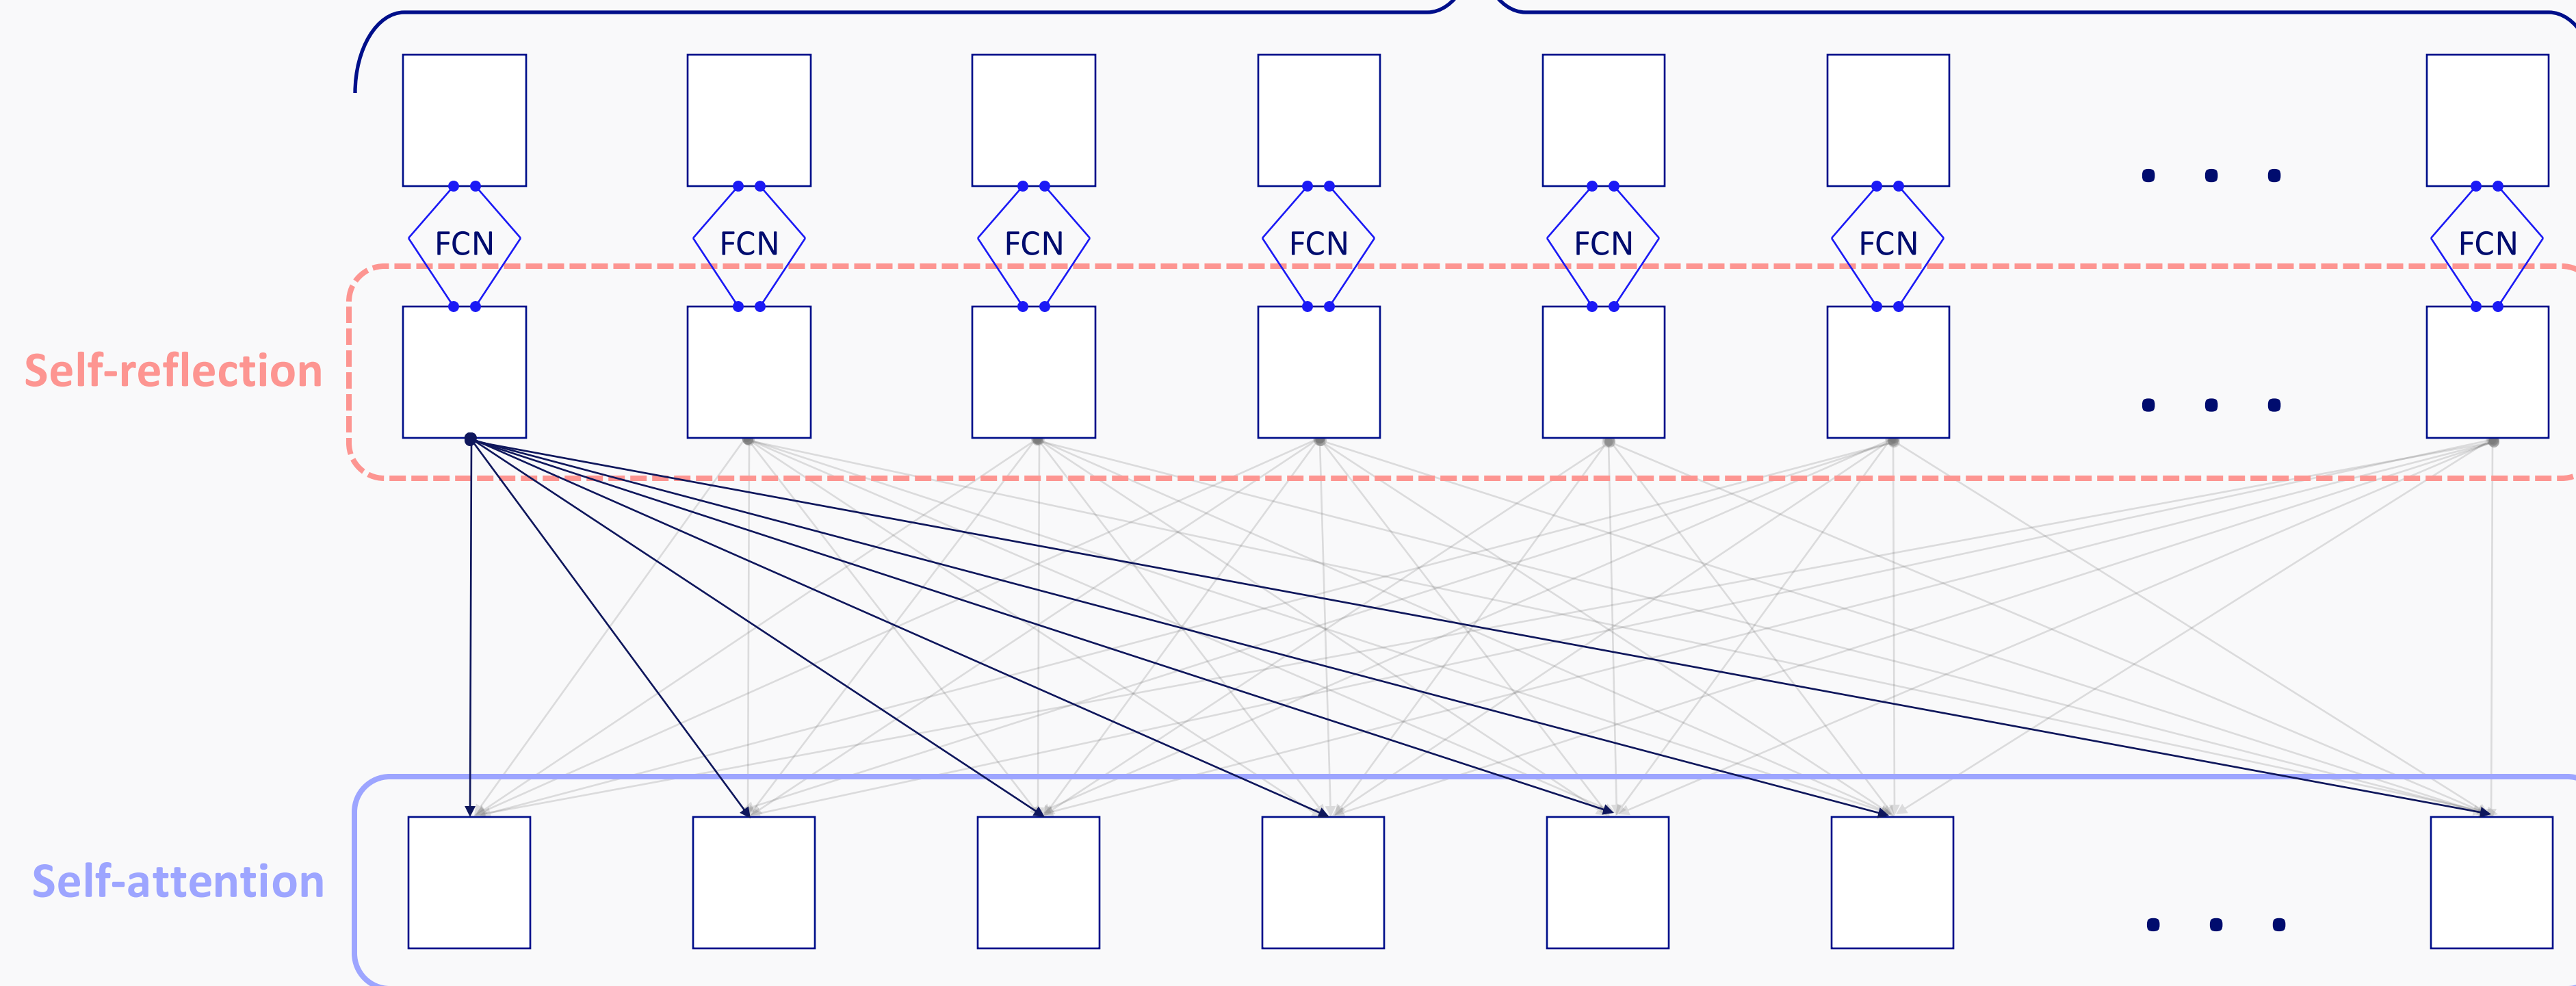 FCN FCN FCN FCN FCN FCN FCN
. . .
Self-reflection
. . .
Self-attention
. . .